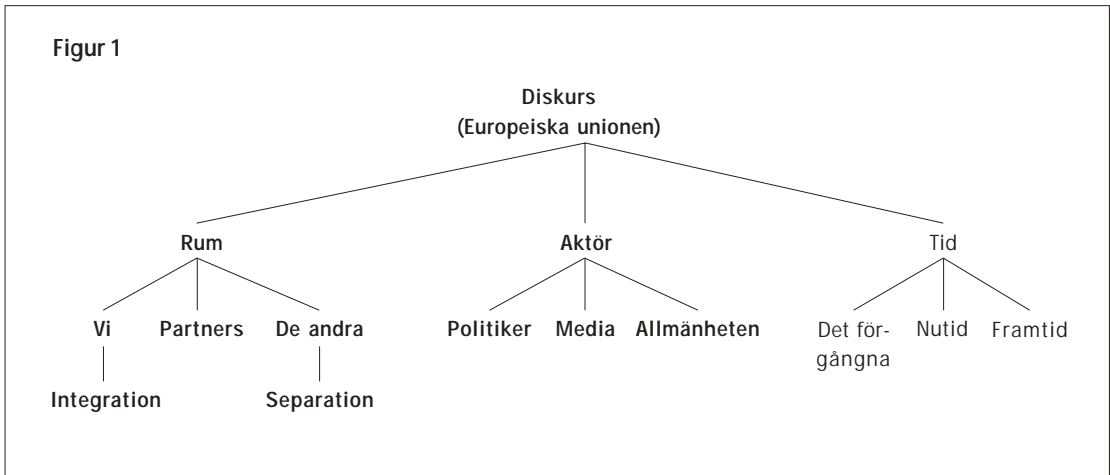 Figur 1
Diskurs
(Europeiska unionen)
Rum Aktör Tid
Vi Partners De andra Politiker Media Allmänheten Det för- Nutid Framtid
gångna
Integration Separation